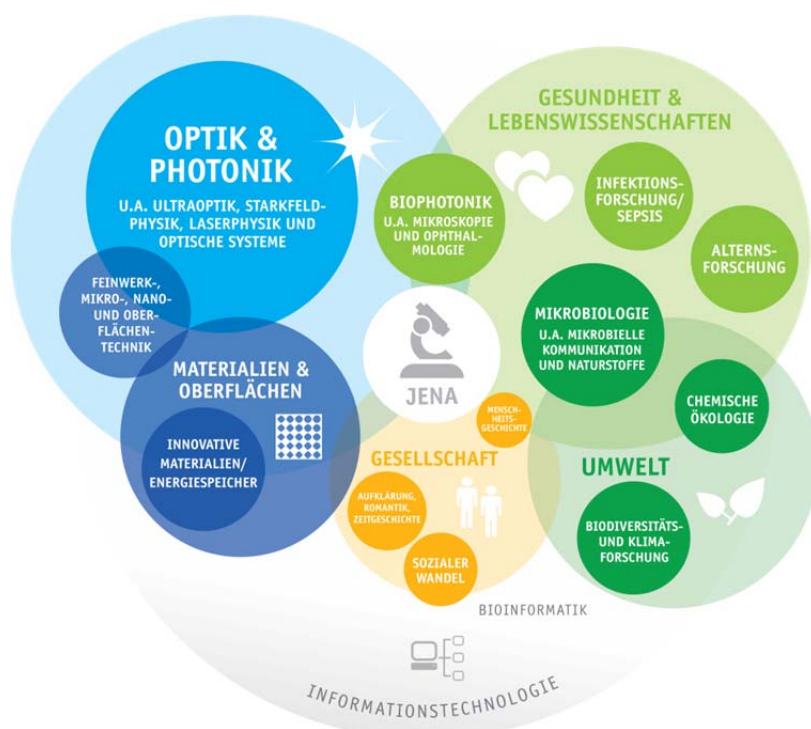 OPTIK &
PHOTONIK
U.A. ULTRAOPTIK, STARKFELD-
PHYSIK, LASERPHYSIK UND
OPTISCHE SYSTEME
FEINWERK-,
MIKRO-, NANO-
UND OBER-
FLÄCHEN-
TECHNIK
MATERIALIEN &
OBERFLÄCHEN
INNOVATIVE
MATERIALIEN/
ENERGIESPEICHER
BIOPHOTONIK
U.A. MIKROSKOPIE
UND OPHTHAL-
MOLOGIE
GESUNDHEIT &
LEBENSWISSENSCHAFTEN
INFEKTIONS-
FORSCHUNG/
SEPSIS
ALTERNS-
FORSCHUNG
MIKROBIOLOGIE
U.A. MIKROBIELLE
KOMMUNIKATION
UND NATURSTOFFE
CHEMISCHE
ÖKOLOGIE
JENA
MENSCH-
HEITS-
GESCHICHTE
GESELLSCHAFT
AUFKLÄRUNG,
ROMANTIK,
ZEITGESCHICHTE
SOZIALER
WANDEL
UMWELT
BIODIVERSITÄTS-
UND KLIMA-
FORSCHUNG
BIOINFORMATIK
INFORMATIONSTECHNOLOGIE